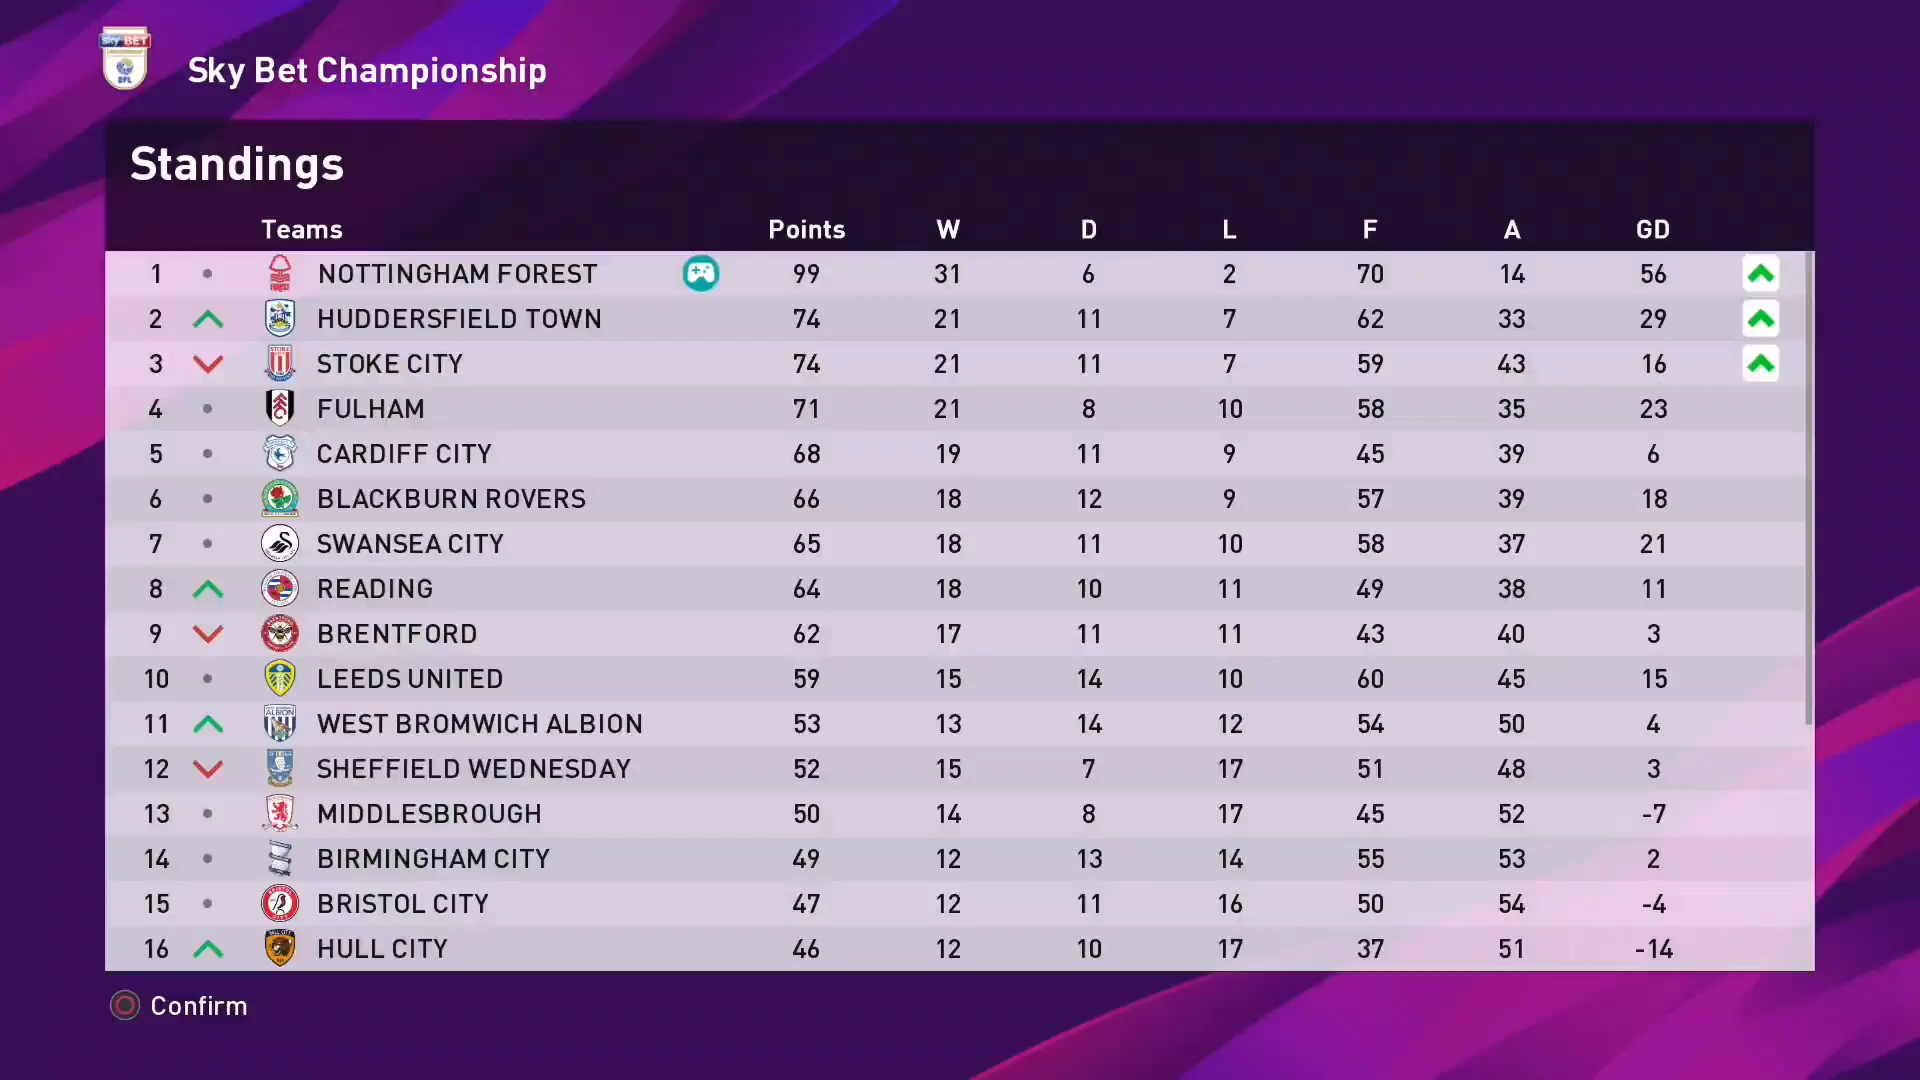 SKY BET
EFL
Sky Bet Championship
Standings
Teams Points W D L F A GD
1 NOTTINGHAM FOREST 99 31 6 2 70 14 56
2 HUDDERSFIELD TOWN 74 21 11 7 62 33 29
3 STOKE CITY 74 21 11 7 59 43 16
4 FULHAM 71 21 8 10 58 35 23
5 CARDIFF CITY 68 19 11 9 45 39 6
6 BLACKBURN ROVERS 66 18 12 9 57 39 18
7 SWANSEA CITY 65 18 11 10 58 37 21
8 READING 64 18 10 11 49 38 11
9 BRENTFORD 62 17 11 11 43 40 3
10 LEEDS UNITED 59 15 14 10 60 45 15
11 WEST BROMWICH ALBION 53 13 14 12 54 50 4
12 SHEFFIELD WEDNESDAY 52 15 7 17 51 48 3
13 MIDDLESBROUGH 50 14 8 17 45 52 -7
14 BIRMINGHAM CITY 49 12 13 14 55 53 2
15 BRISTOL CITY 47 12 11 16 50 54 -4
16 HULL CITY 46 12 10 17 37 51 -14
Confirm